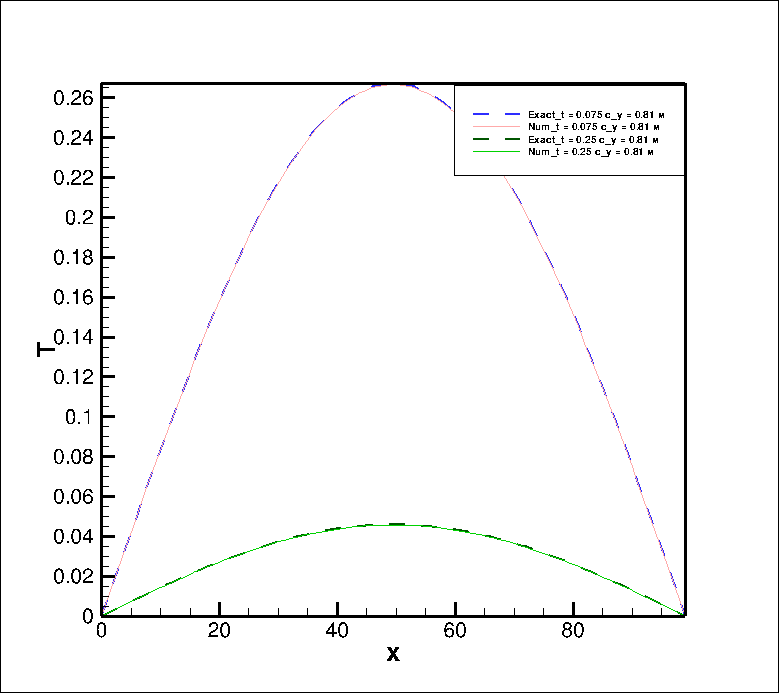 0.26
0.24
0.22
0.2
0.18
0.16
0.14
0.12
0.1
0.08
0.06
0.04
0.02
0
T
Exact_t = 0.075 c_y = 0.81 м
Num_t = 0.075 c_y = 0.81 м
Exact_t = 0.25 c_y = 0.81 м
Num_t = 0.25 c_y = 0.81 м
0 20 40 60 80
x